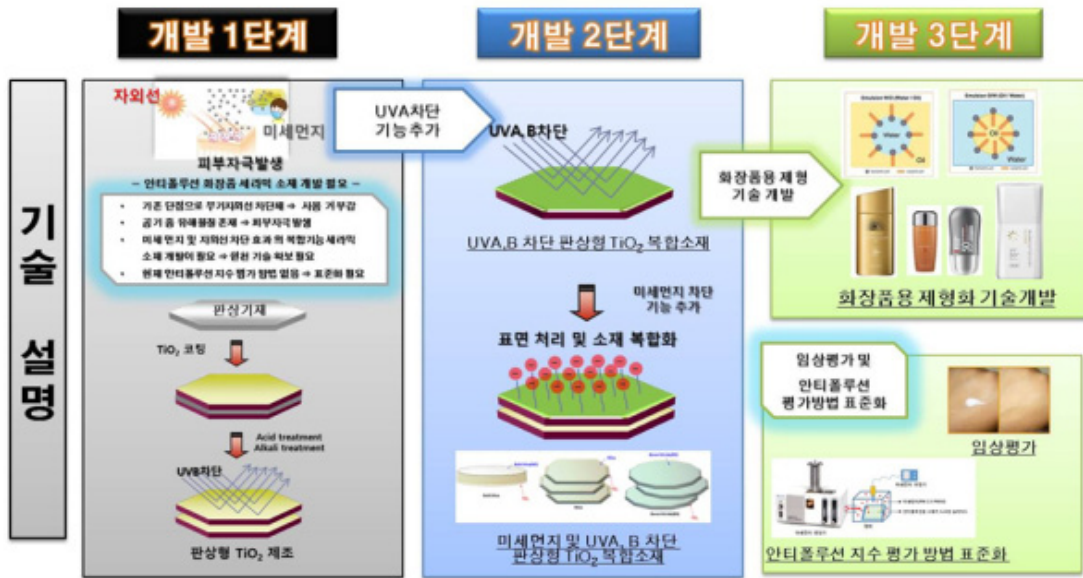 개발 1단계
개발 2단계
개발 3단계
기술 설명
자외선
미세먼지
피부자극발생
– 안티폴루션 화장품 세라믹 소재 개발 필요 –
• 기존 단점으로 무기자외선 차단제 → 사용 기부감
• 공기 중 유해물질 존재 → 피부자극 발생
• 미세먼지 및 자외선 차단 효과의 복합기능 세라믹
소재 개발이 필요 → 원천 기술 확보 필요
• 현재 안티폴루션 지수 평가 방법 없음 → 표준화 필요
판상기재
TiO₂ 코팅
Acid treatment
Alkali treatment
UVB차단
판상형 TiO₂ 제조
UVA차단
기능추가
UVA,B차단
UVA,B 차단 판상형 TiO₂ 복합소재
미세먼지 차단
기능 추가
표면 처리 및 소재 복합화
미세먼지 및 UVA, B 차단
판상형 TiO₂ 복합소재
화장품용 제형
기술 개발
Emulsion W/O (Water / Oil)
Water
Oil
Emulsion O/W (Oil / Water)
Oil
Water
화장품용 제형화 기술개발
임상평가 및
안티폴루션
평가방법 표준화
임상평가
안티폴루션 지수 평가 방법 표준화